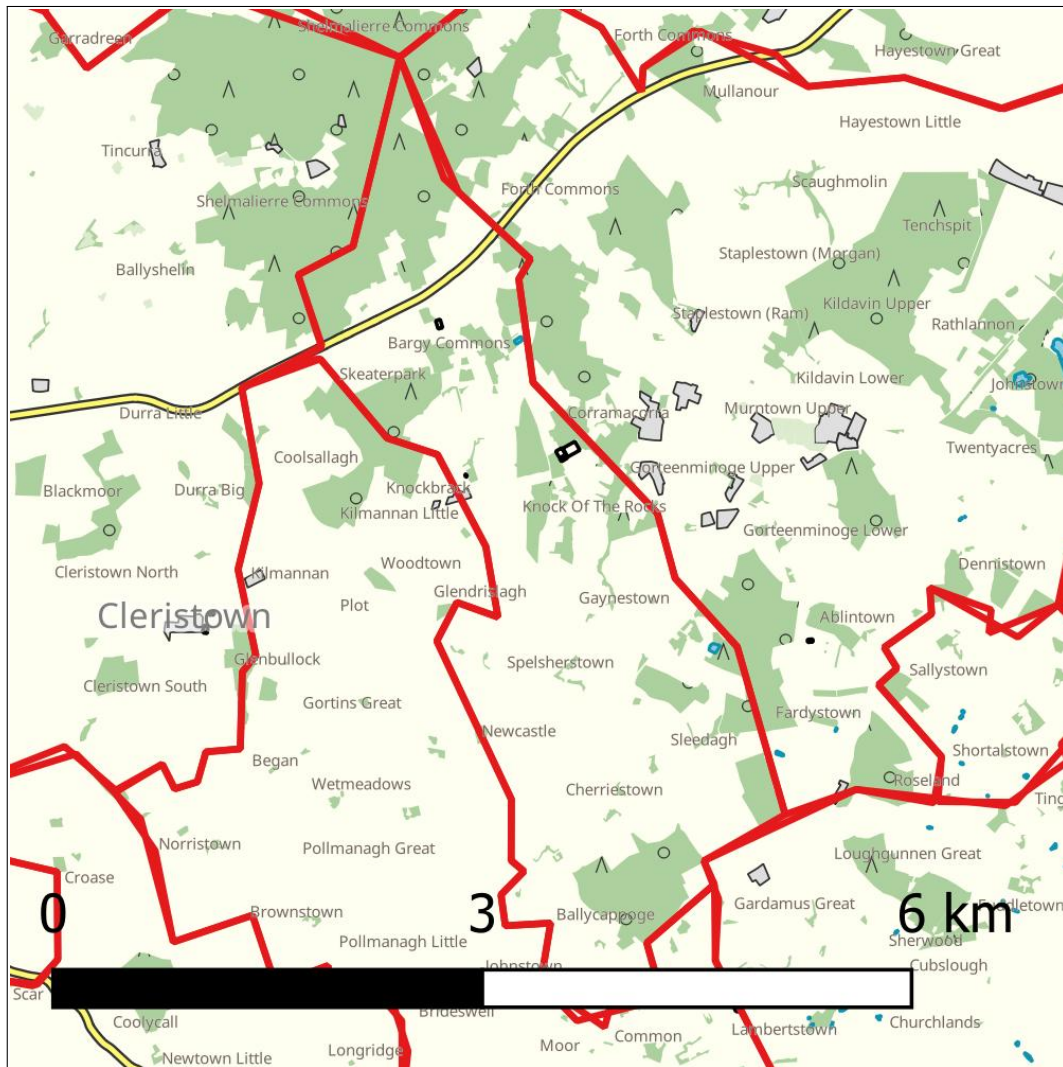 Shelmalierre Commons
Forth Commons
Garradreen
Hayestown Great
Mullanour
Hayestown Little
Tincurra
Scaughmolin
Forth Commons
Shelmalierre Commons
Tenchspit
Staplestown (Morgan)
Ballyshelin
Kildavin Upper
Staplestown (Ram)
Rathlannon
Bargy Commons
Skeaterpark
Kildavin Lower
Johnstown
Durra Little
Corramacorra
Murntown Upper
Twentyacres
Coolsallagh
Gorteenminoge Upper
Blackmoor
Durra Big
Knockbrack
Kilmannan Little
Knock Of The Rocks
Gorteenminoge Lower
Woodtown
Dennistown
Cleristown North
Kilmannan
Glendrislagh
Plot
Gaynestown
Cleristown
Ablintown
Glenbullock
Spelsherstown
Sallystown
Cleristown South
Gortins Great
Fardystown
Newcastle
Sleedagh
Shortalstown
Began
Wetmeadows
Cherriestown
Roseland
Ting
Norristown
Pollmanagh Great
Loughgunnen Great
Croase
0
3
6 km
Brownstown
Ballycappoge
Gardamus Great
Pollmanagh Little
Sherwood
Johnstown
Cubslough
Scar
Brideswell
Coolycall
Lambertstown
Churchlands
Common
Moor
Longridge
Newtown Little